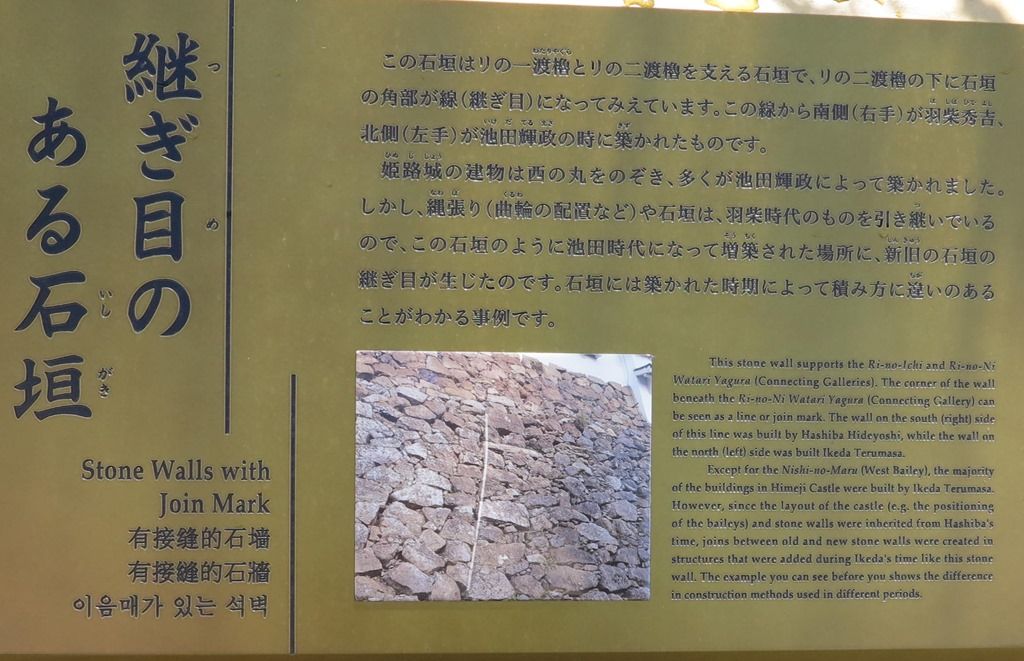 継ぎ目の
ある石垣
Stone Walls with
Join Mark
有接缝的石墙
有接縫的石牆
이음매가 있는 석벽
この石垣はリの一渡櫓とリの二渡櫓を支える石垣で、リの二渡櫓の下に石垣
の角部が線(継ぎ目)になってみえています。この線から南側(右手)が羽柴秀吉、
北側(左手)が池田輝政の時に築かれたものです。
姫路城の建物は西の丸をのぞき、多くが池田輝政によって築かれました。
しかし、縄張り(曲輪の配置など)や石垣は、羽柴時代のものを引き継いでいる
ので、この石垣のように池田時代になって増築された場所に、新旧の石垣の
継ぎ目が生じたのです。石垣には築かれた時期によって積み方に違いのある
ことがわかる事例です。
This stone wall supports the Ri-no-Ichi and Ri-no-Ni
Watari Yagura (Connecting Galleries). The corner of the wall
beneath the Ri-no-Ni Watari Yagura (Connecting Gallery) can
be seen as a line or join mark. The wall on the south (right) side
of this line was built by Hashiba Hideyoshi, while the wall on
the north (left) side was built Ikeda Terumasa.
Except for the Nishi-no-Maru (West Bailey), the majority
of the buildings in Himeji Castle were built by Ikeda Terumasa.
However, since the layout of the castle (e.g. the positioning
of the baileys) and stone walls were inherited from Hashiba's
time, joins between old and new stone walls were created in
structures that were added during Ikeda's time like this stone
wall. The example you can see before you shows the difference
in construction methods used in different periods.